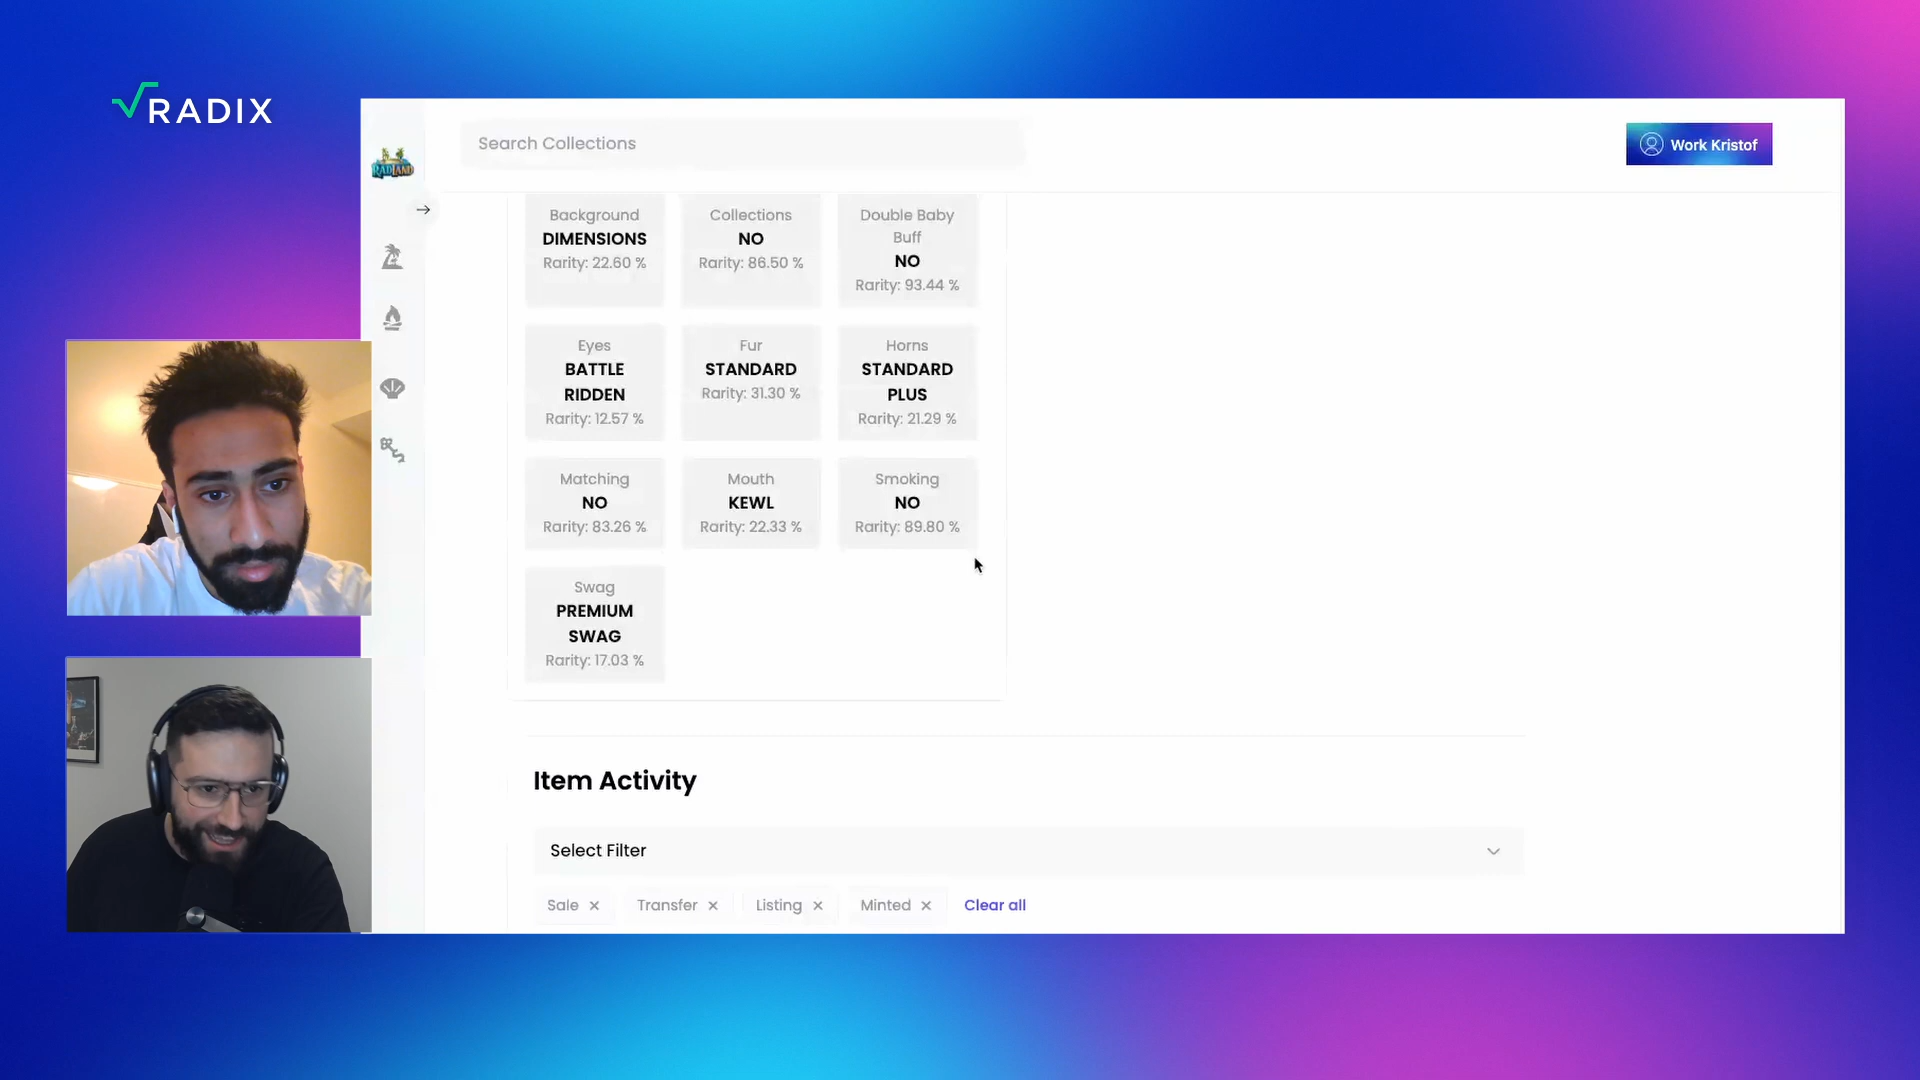 RADIX
RADLAND
Search Collections
Work Kristof
Background
DIMENSIONS
Rarity: 22.60 %
Collections
NO
Rarity: 86.50 %
Double Baby
Buff
NO
Rarity: 93.44 %
Eyes
BATTLE
RIDDEN
Rarity: 12.57 %
Fur
STANDARD
Rarity: 31.30 %
Horns
STANDARD
PLUS
Rarity: 21.29 %
Matching
NO
Rarity: 83.26 %
Mouth
KEWL
Rarity: 22.33 %
Smoking
NO
Rarity: 89.80 %
Swag
PREMIUM
SWAG
Rarity: 17.03 %
Item Activity
Select Filter
Sale × Transfer × Listing × Minted × Clear all